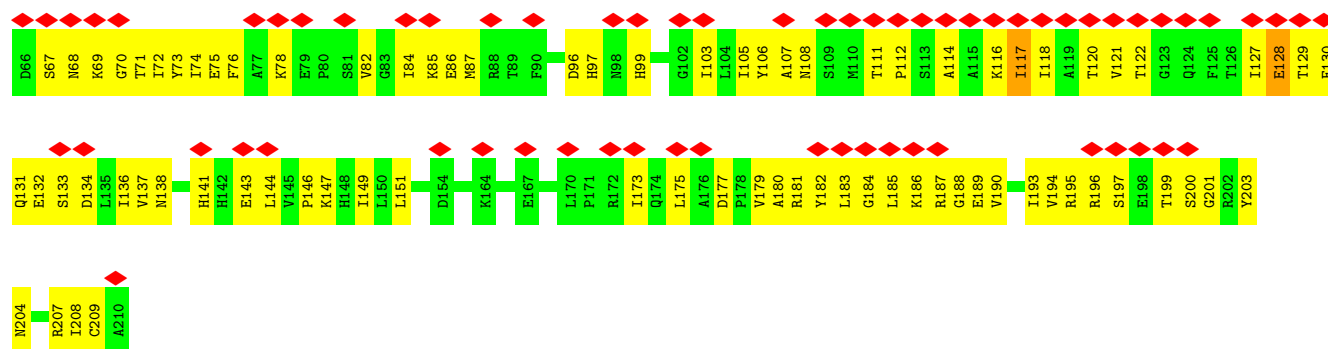 D66 S67 N68 K69 G70 T71 I72 Y73 I74 E75 F76 A77 K78 E79 P80 S81 V82 G83 I84 K85 E86 M87 R88 T89 F90 D96 H97 N98 H99 G102 I103 L104 I105 Y106 A107 N108 S109 M110 T111 P112 S113 A114 A115 K116 I117 I118 A119 T120 V121 T122 G123 Q124 F125 T126 I127 E128 T129 E130
Q131 E132 S133 D134 L135 I136 V137 N138 H141 H142 E143 L144 V145 P146 K147 H148 I149 L150 L151 D154 K164 E167 L170 P171 R172 I173 Q174 L175 A176 D177 P178 V179 A180 R181 Y182 L183 G184 L185 K186 R187 G188 E189 V190 I193 V194 R195 R196 S197 E198 T199 S200 G201 R202 Y203
N204 R207 I208 C209 A210